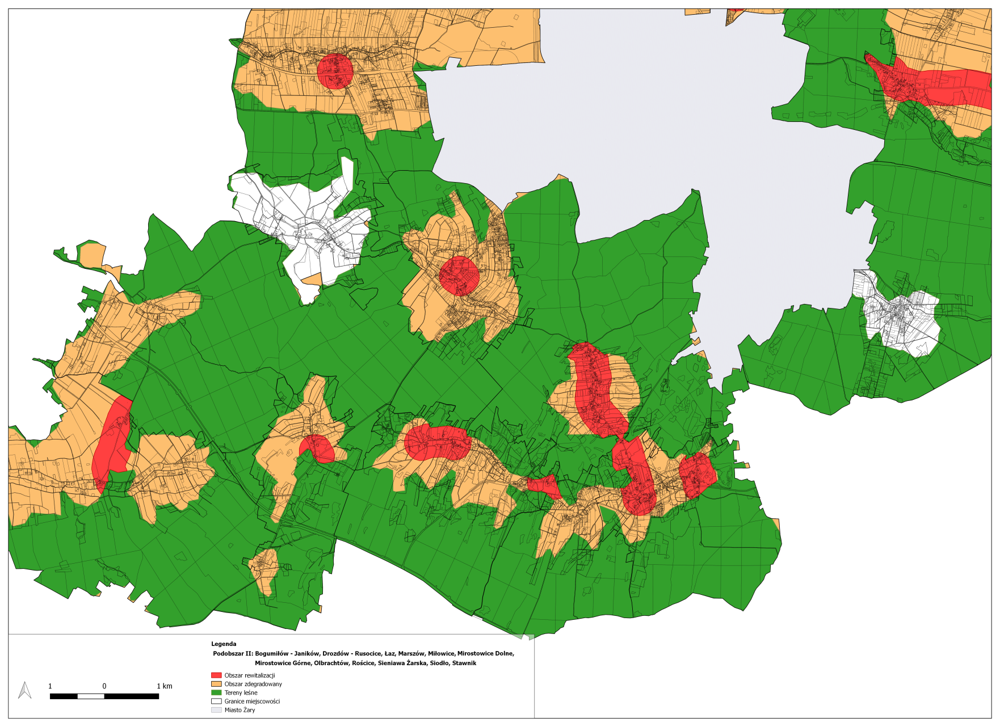 Legenda
Podobszar II: Bogumiłów - Janików, Drozdów - Rusocice, Łaz, Marszów, Miłowice, Mirostowice Dolne,
Mirostowice Górne, Olbrachtów, Rościce, Sieniawa Żarska, Siodło, Stawnik
Obszar rewitalizacji
Obszar zdegradowany
Tereny leśne
Granice miejscowości
Miasto Żary
1 0 1 km